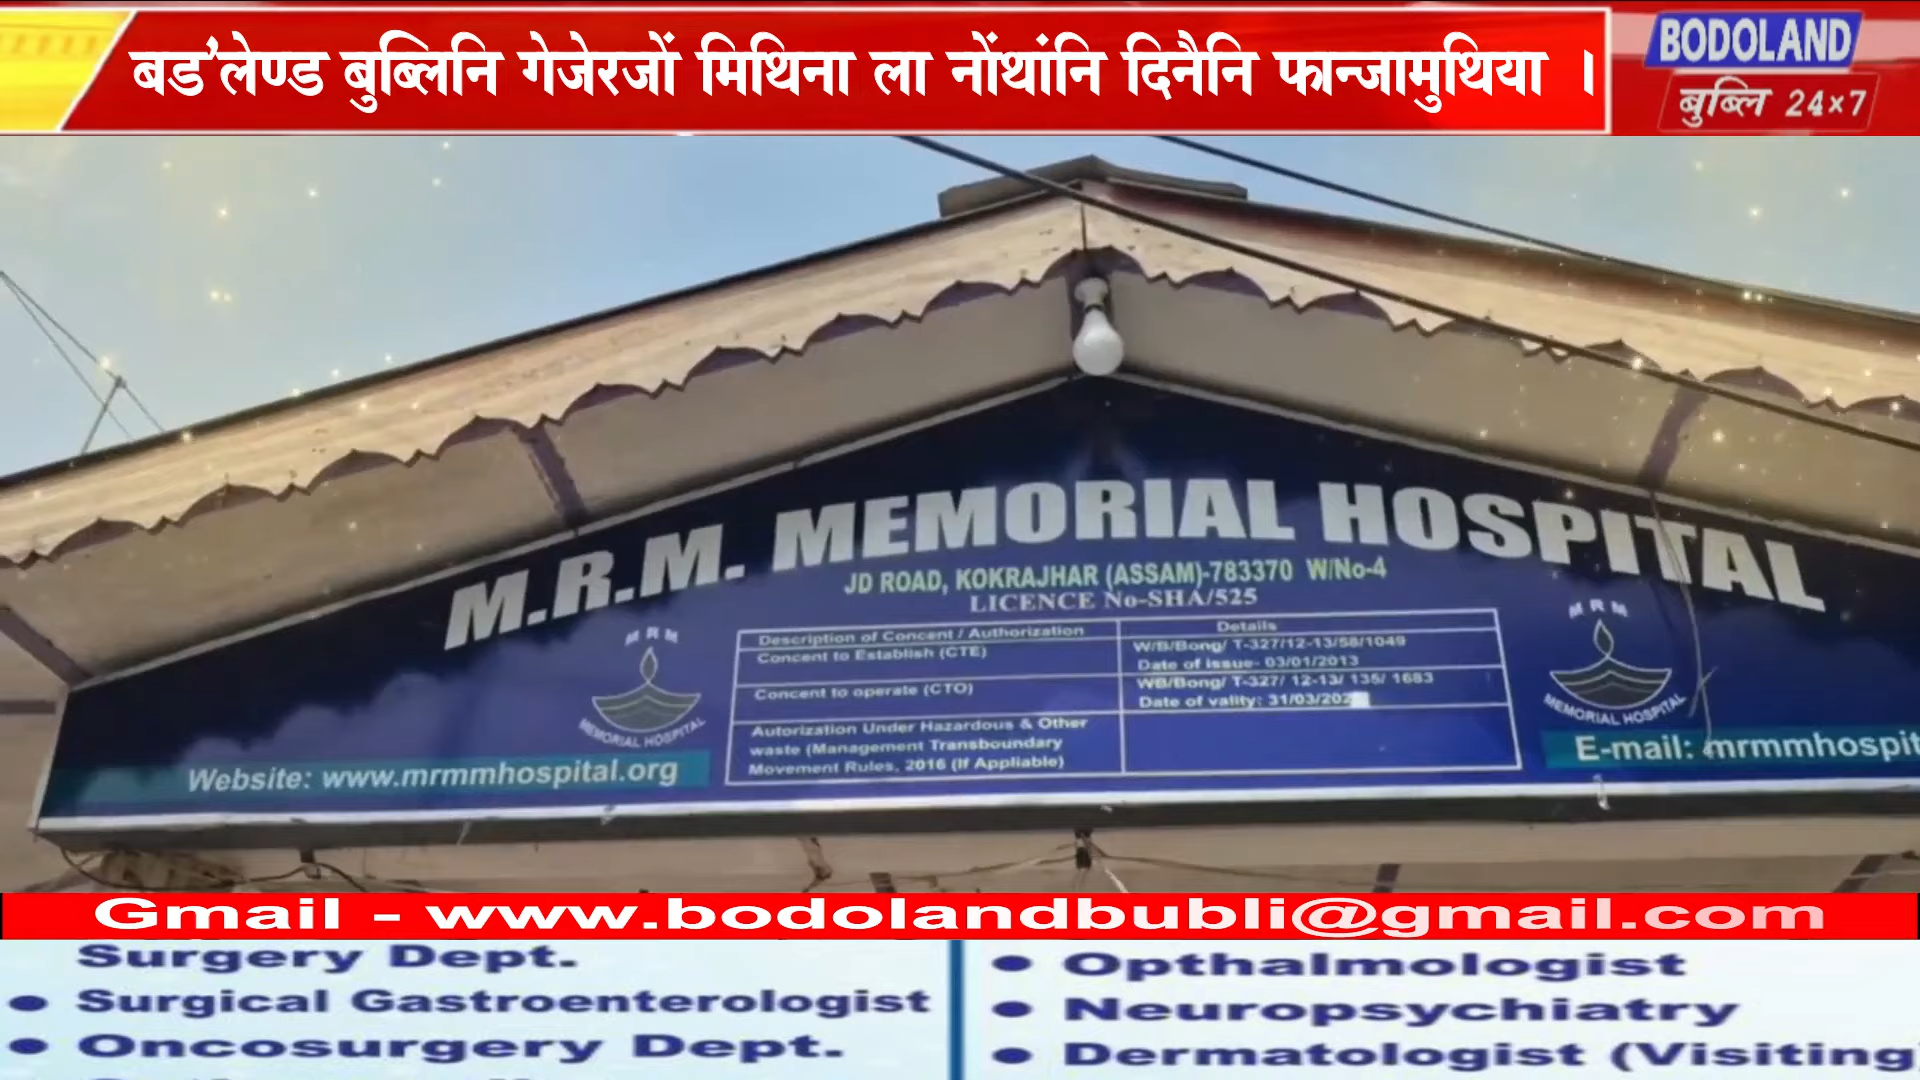 बड'लेण्ड बुब्लिनि गेजेरजों मिथिना ला नोंथांनि दिनैनि फ्रान्जामुथिया ।
BODOLAND
बुब्लि 24×7
M.R.M. MEMORIAL HOSPITAL
JD ROAD, KOKRAJHAR (ASSAM)-783370 W/No-4
LICENCE No-SHA/525
Description of Concent / Authorization
Details
Concent to Establish (CTE)
W/B/Bong/ T-327/12-13/58/1049
Date of issue- 03/01/2013
Concent to operate (CTO)
WB/Bong/ T-327/ 12-13/ 135/ 1683
Date of vality: 31/03/202
Autorization Under Hazardous & Other
waste (Management Transboundary
Movement Rules, 2016 (If Appliable)
M R M
MEMORIAL HOSPITAL
M R M
MEMORIAL HOSPITAL
Website: www.mrmmhospital.org
E-mail: mrmmhospit
Gmail - www.bodolandbubli@gmail.com
Surgery Dept.
• Surgical Gastroenterologist
• Oncosurgery Dept.
• Opthalmologist
• Neuropsychiatry
• Dermatologist (Visiting